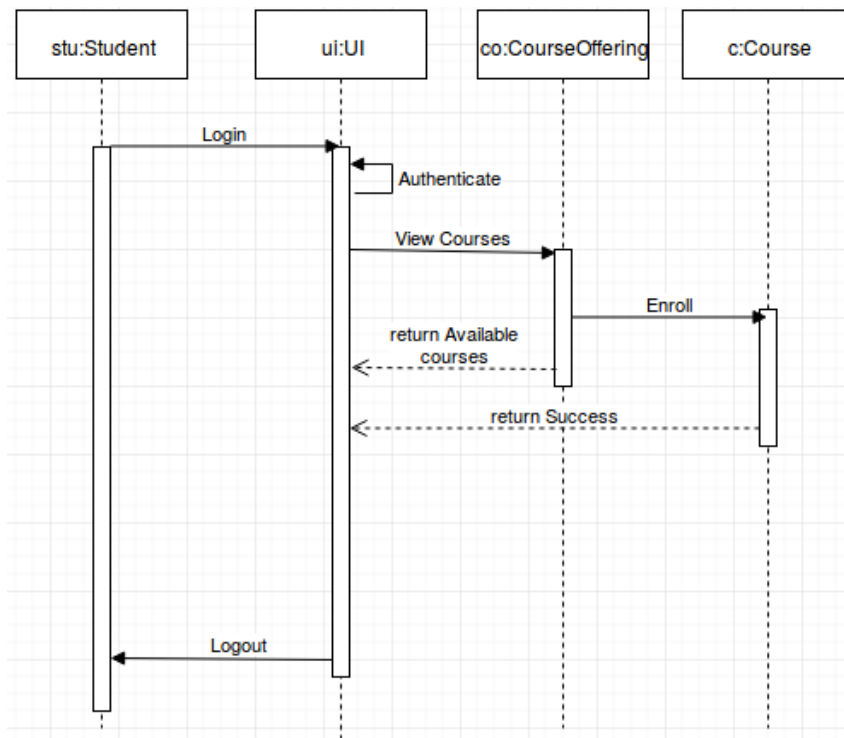 stu:Student
ui:UI
co:CourseOffering
c:Course
Login
Authenticate
View Courses
Enroll
return Available
courses
return Success
Logout